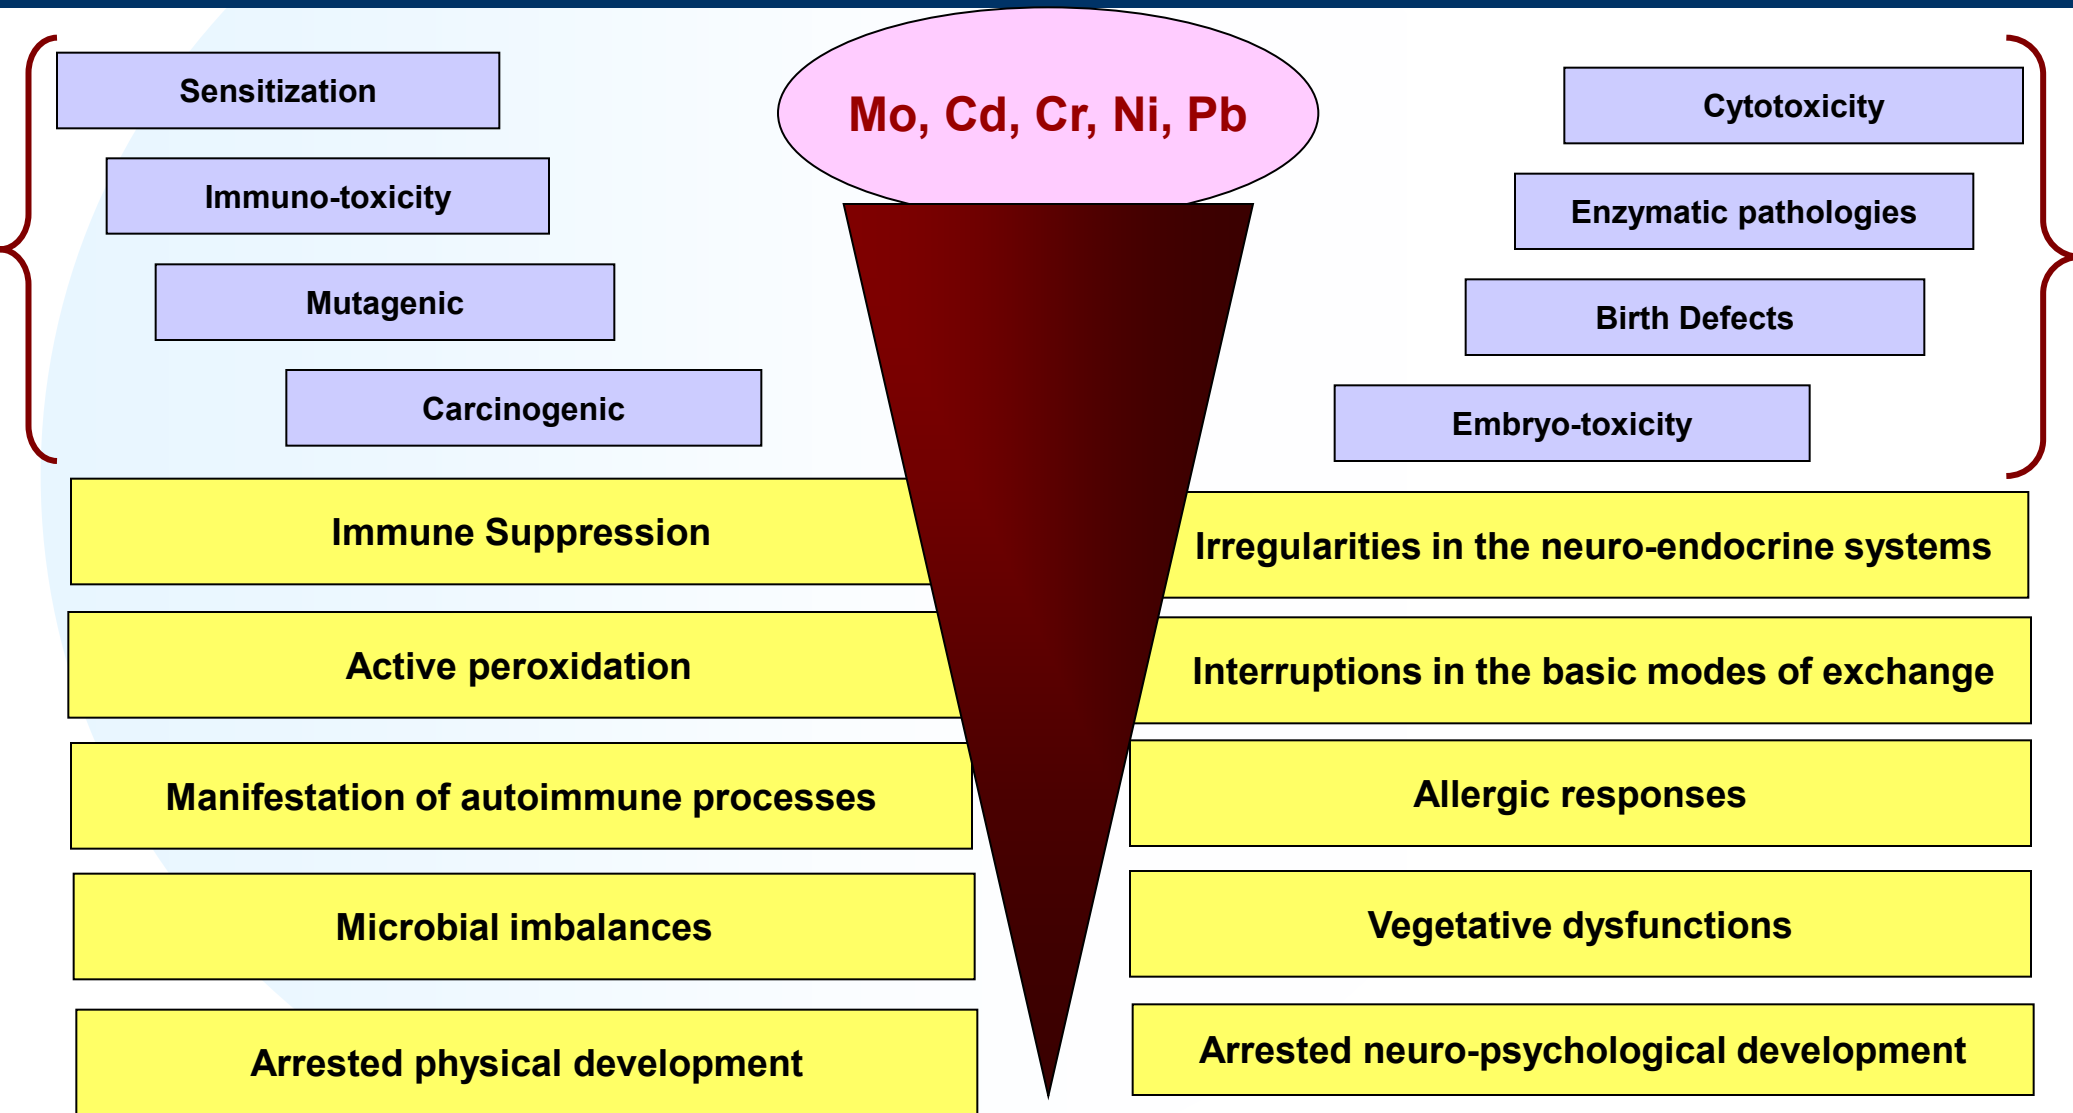 Mo, Cd, Cr, Ni, Pb
Sensitization
Immuno-toxicity
Mutagenic
Carcinogenic
Cytotoxicity
Enzymatic pathologies
Birth Defects
Embryo-toxicity
Immune Suppression
Active peroxidation
Manifestation of autoimmune processes
Microbial imbalances
Arrested physical development
Irregularities in the neuro-endocrine systems
Interruptions in the basic modes of exchange
Allergic responses
Vegetative dysfunctions
Arrested neuro-psychological development